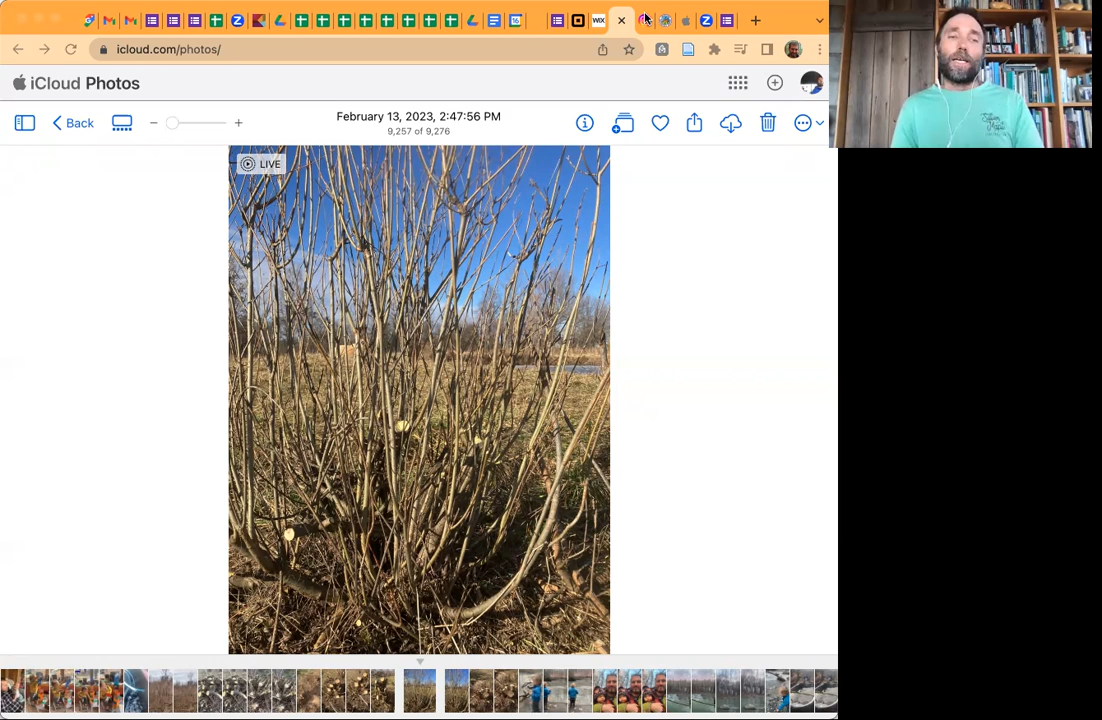 WIX
icloud.com/photos/
iCloud Photos
Back
February 13, 2023, 2:47:56 PM
9,257 of 9,276
LIVE